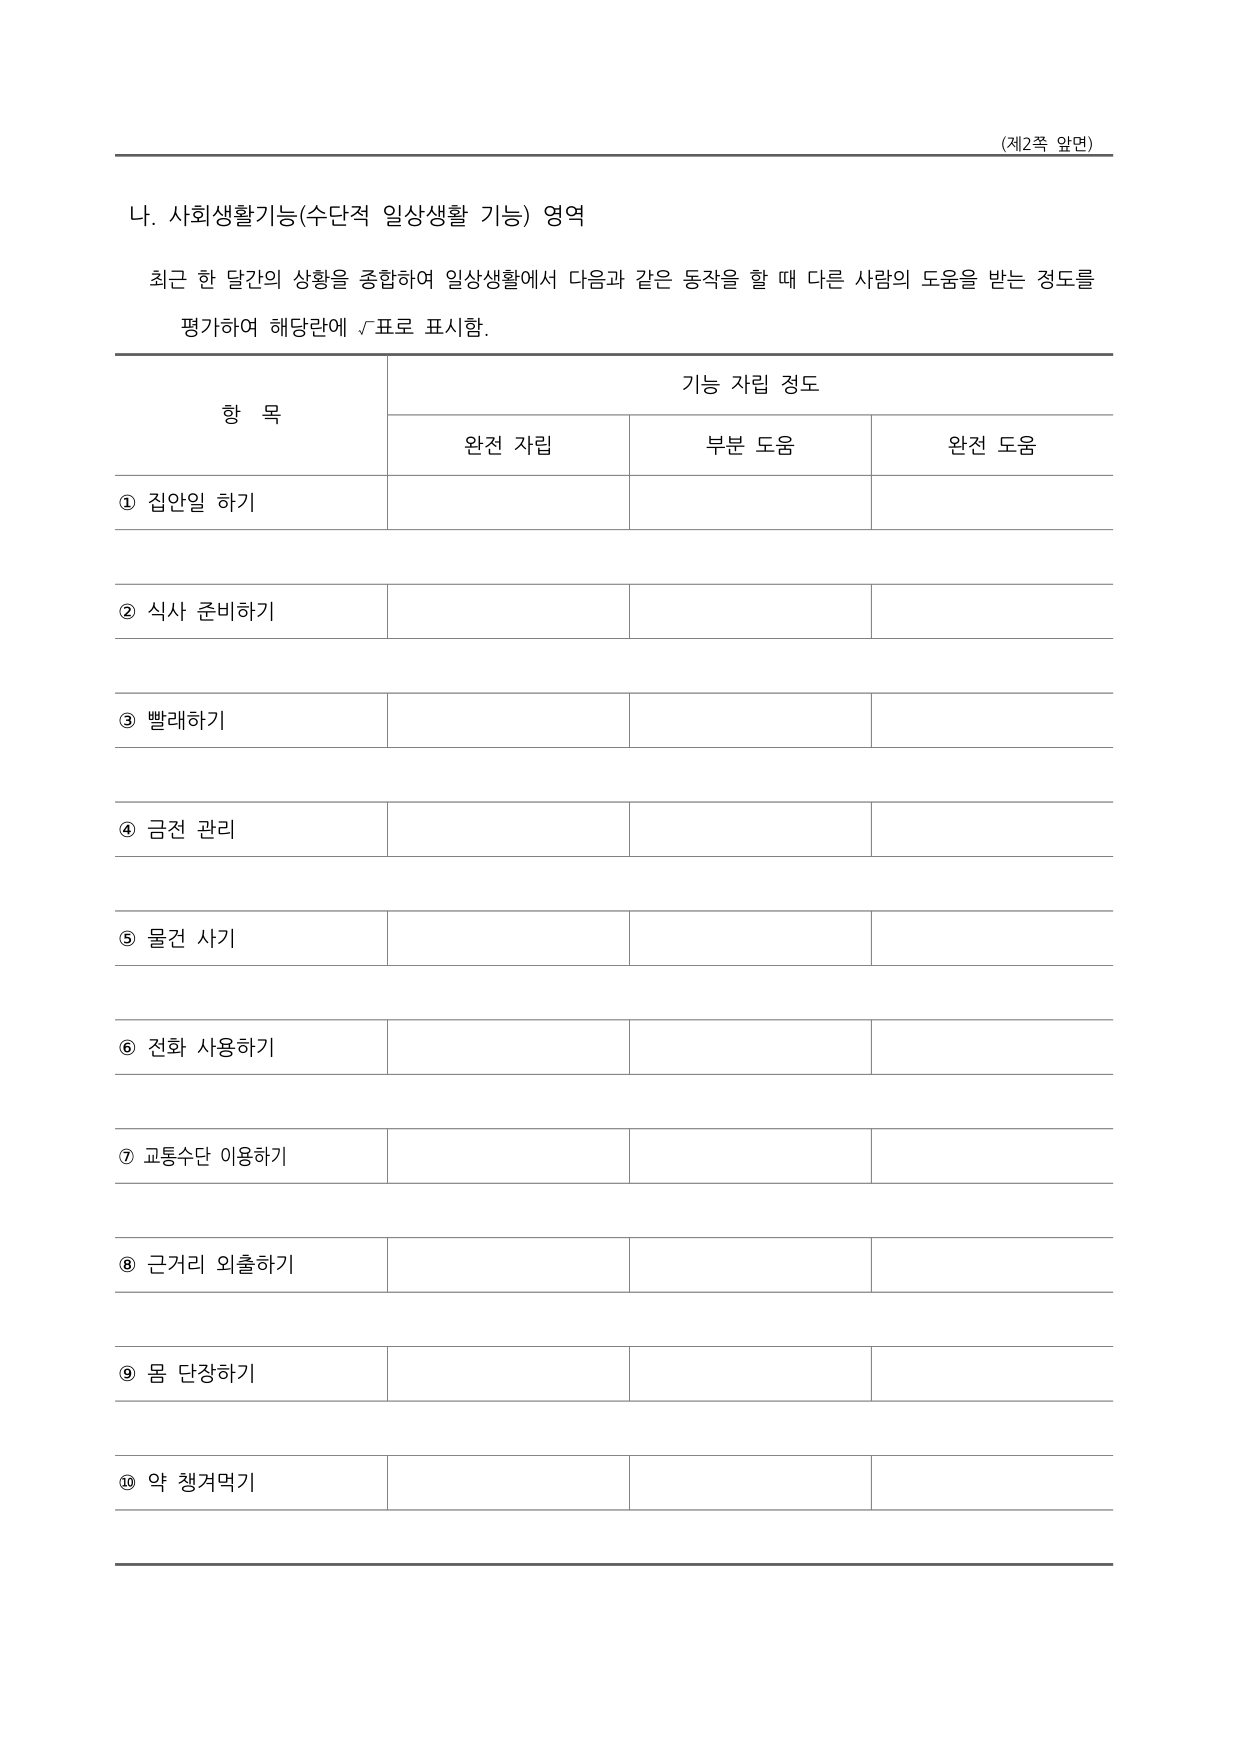 (제2쪽 앞면)
나. 사회생활기능(수단적 일상생활 기능) 영역
최근 한 달간의 상황을 종합하여 일상생활에서 다음과 같은 동작을 할 때 다른 사람의 도움을 받는 정도를
평가하여 해당란에 √표로 표시함.
항 목
기능 자립 정도
완전 자립 부분 도움 완전 도움
① 집안일 하기
② 식사 준비하기
③ 빨래하기
④ 금전 관리
⑤ 물건 사기
⑥ 전화 사용하기
⑦ 교통수단 이용하기
⑧ 근거리 외출하기
⑨ 몸 단장하기
⑩ 약 챙겨먹기